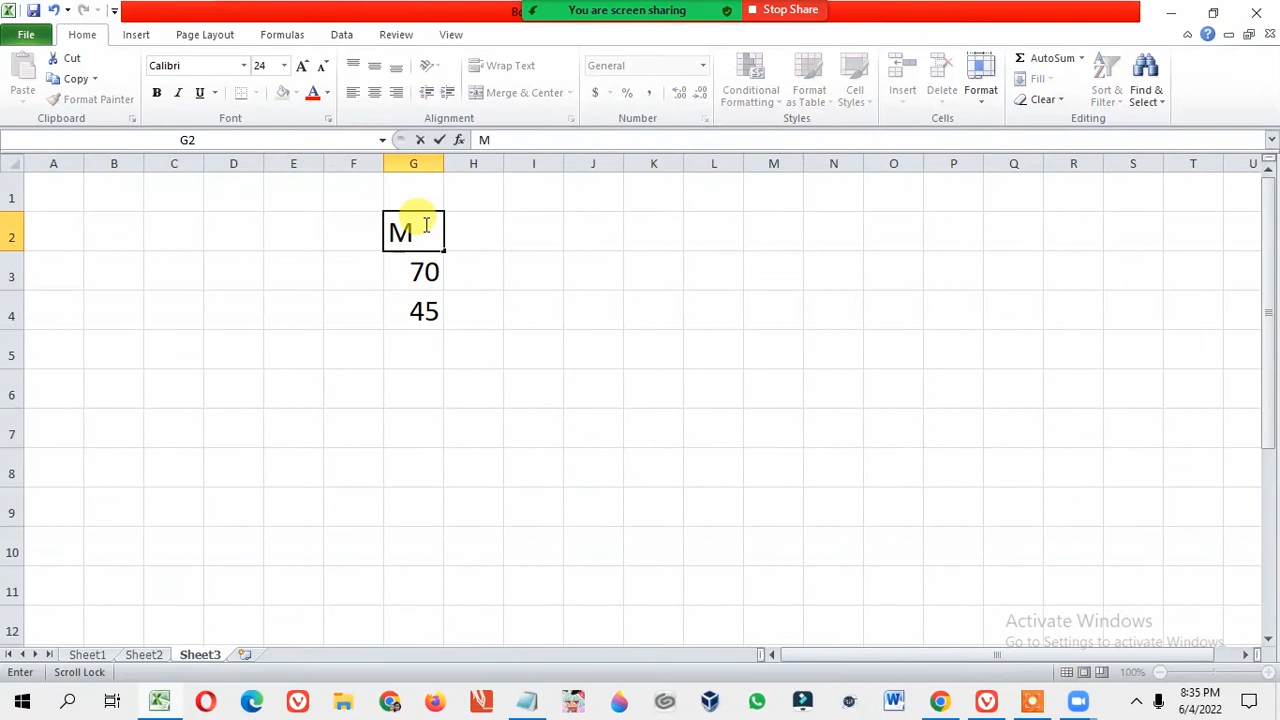 Bo
You are screen sharing
Stop Share
File Home Insert Page Layout Formulas Data Review View
Cut
Copy
Format Painter
Paste
Clipboard
Calibri 24
B I U
Font
Wrap Text
Merge & Center
Alignment
General
$ % ,
Number
Conditional
Formatting
Format
as Table
Cell
Styles
Styles
Insert
Delete
Format
Cells
AutoSum
Fill
Clear
Sort &
Filter
Find &
Select
Editing
G2 fx M
A B C D E F G H I J K L M N O P Q R S T U
1
2 M
3 70
4 45
5
6
7
8
9
10
11
12
Activate Windows
Go to Settings to activate Windows.
Sheet1 Sheet2 Sheet3
Enter Scroll Lock 100%
8:35 PM
6/4/2022